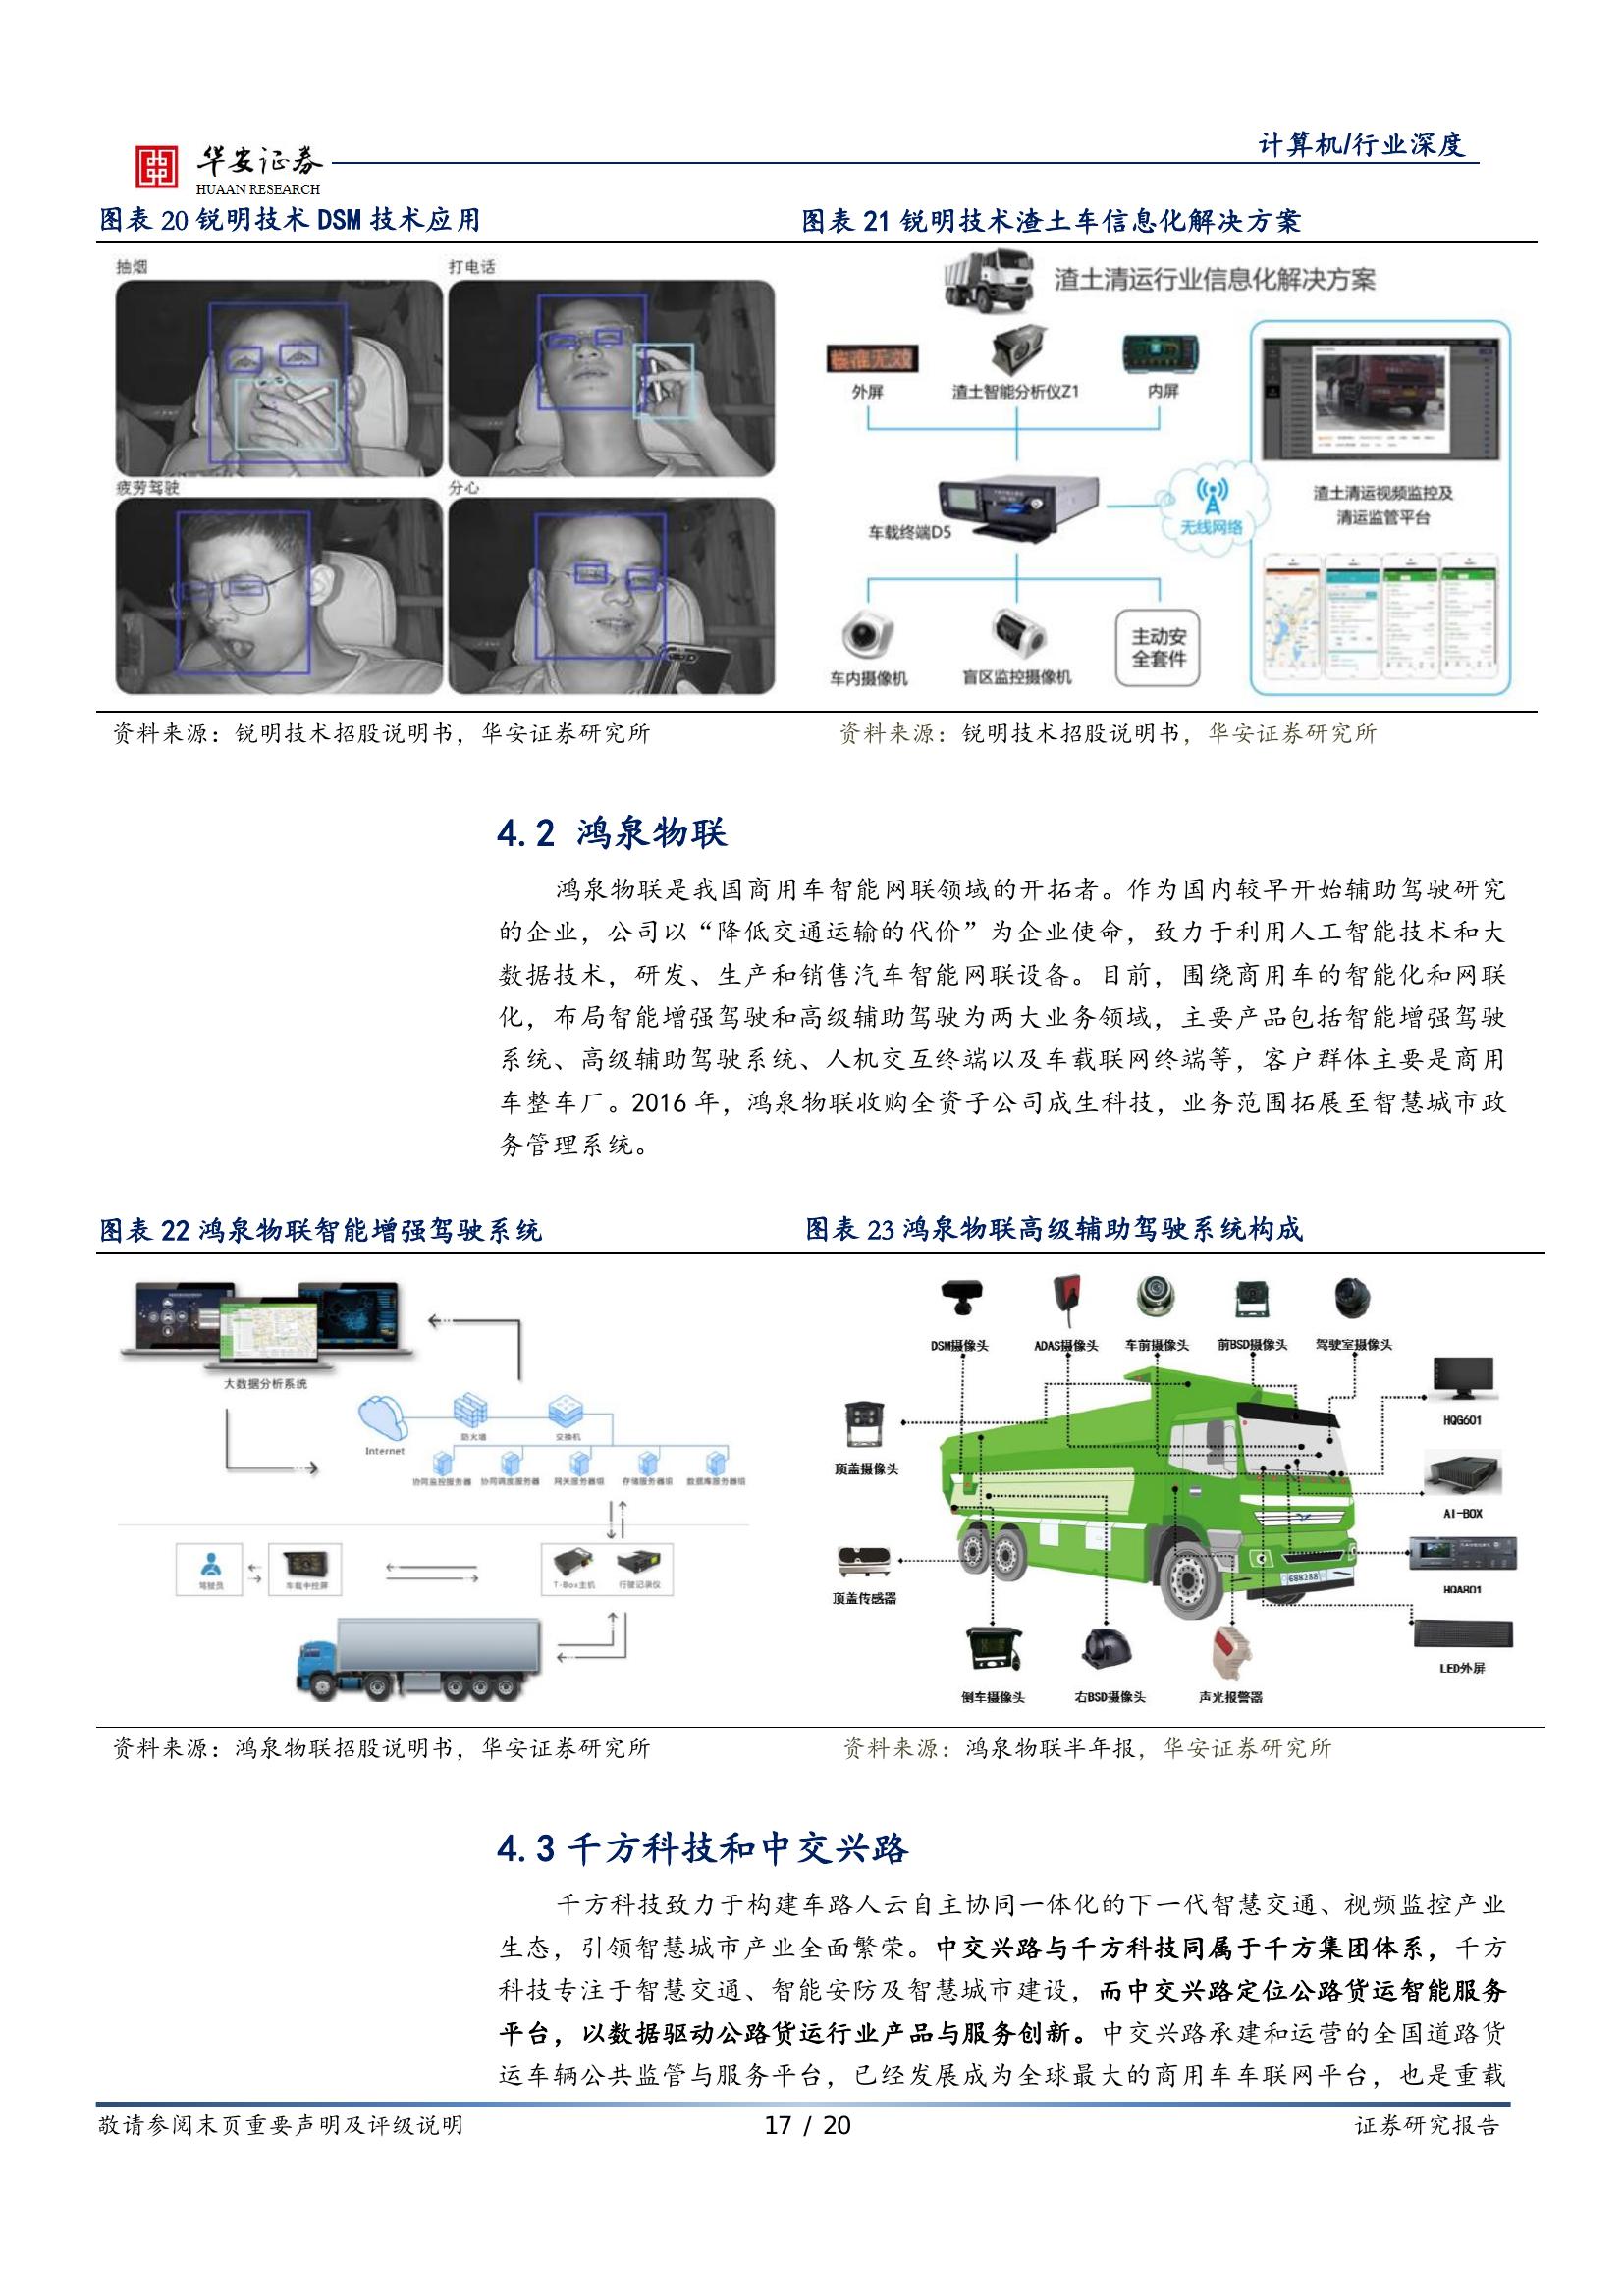 华安证券
HUAAN RESEARCH
计算机/行业深度
图表 20 锐明技术 DSM 技术应用
图表 21 锐明技术渣土车信息化解决方案
抽烟
打电话
疲劳驾驶
分心
渣土清运行业信息化解决方案
外屏
渣土智能分析仪Z1
内屏
车载终端D5
无线网络
渣土清运视频监控及
清运监管平台
车内摄像机
盲区监控摄像机
主动安
全套件
资料来源：锐明技术招股说明书，华安证券研究所
资料来源：锐明技术招股说明书，华安证券研究所
4.2 鸿泉物联
鸿泉物联是我国商用车智能网联领域的开拓者。作为国内较早开始辅助驾驶研究
的企业，公司以“降低交通运输的代价”为企业使命，致力于利用人工智能技术和大
数据技术，研发、生产和销售汽车智能网联设备。目前，围绕商用车的智能化和网联
化，布局智能增强驾驶和高级辅助驾驶为两大业务领域，主要产品包括智能增强驾驶
系统、高级辅助驾驶系统、人机交互终端以及车载联网终端等，客户群体主要是商用
车整车厂。2016 年，鸿泉物联收购全资子公司成生科技，业务范围拓展至智慧城市政
务管理系统。
图表 22 鸿泉物联智能增强驾驶系统
图表 23 鸿泉物联高级辅助驾驶系统构成
大数据分析系统
Internet
防火墙
交换机
协同监控服务器
协同调度服务器
网关服务器组
存储服务器组
数据库服务器组
驾驶员
车载中控屏
T-Box主机
行驶记录仪
DSM摄像头
ADAS摄像头
车前摄像头
前BSD摄像头
驾驶室摄像头
HQG601
顶盖摄像头
AI-BOX
HQA801
顶盖传感器
688288
LED外屏
倒车摄像头
右BSD摄像头
声光报警器
资料来源：鸿泉物联招股说明书，华安证券研究所
资料来源：鸿泉物联半年报，华安证券研究所
4.3 千方科技和中交兴路
千方科技致力于构建车路人云自主协同一体化的下一代智慧交通、视频监控产业
生态，引领智慧城市产业全面繁荣。中交兴路与千方科技同属于千方集团体系，千方
科技专注于智慧交通、智能安防及智慧城市建设，而中交兴路定位公路货运智能服务
平台，以数据驱动公路货运行业产品与服务创新。中交兴路承建和运营的全国道路货
运车辆公共监管与服务平台，已经发展成为全球最大的商用车车联网平台，也是重载
敬请参阅末页重要声明及评级说明
17 / 20
证券研究报告